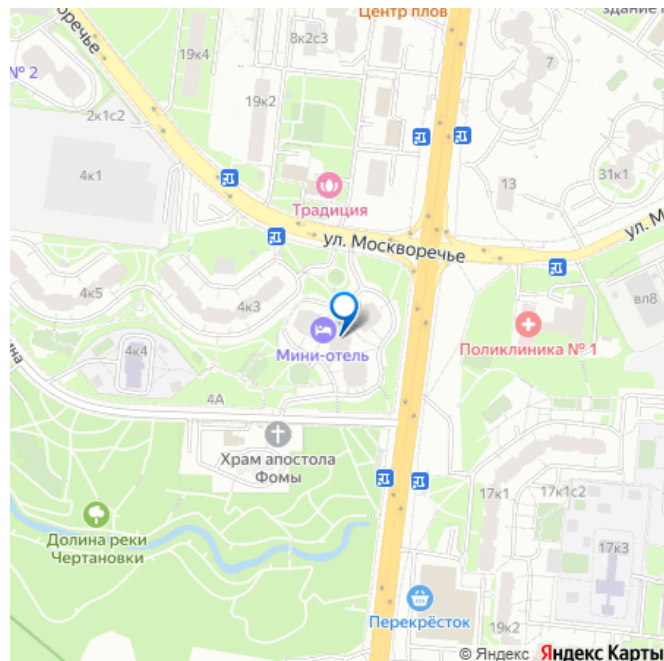 Центр плов
здание
8к2с3
19к4
7
№ 2
ул. Москворечье
19к2
2к1с2
4к1
31к1
13
Традиция
ул. Москворечье
ул. М
4к5
4к3
вл8
Мини-отель
Поликлиника № 1
4к4
4А
Храм апостола
Фомы
17к1
17к1с2
Долина реки
Чертановки
17к3
Перекрёсток
19к2
© Яндекс Яндекс Карты